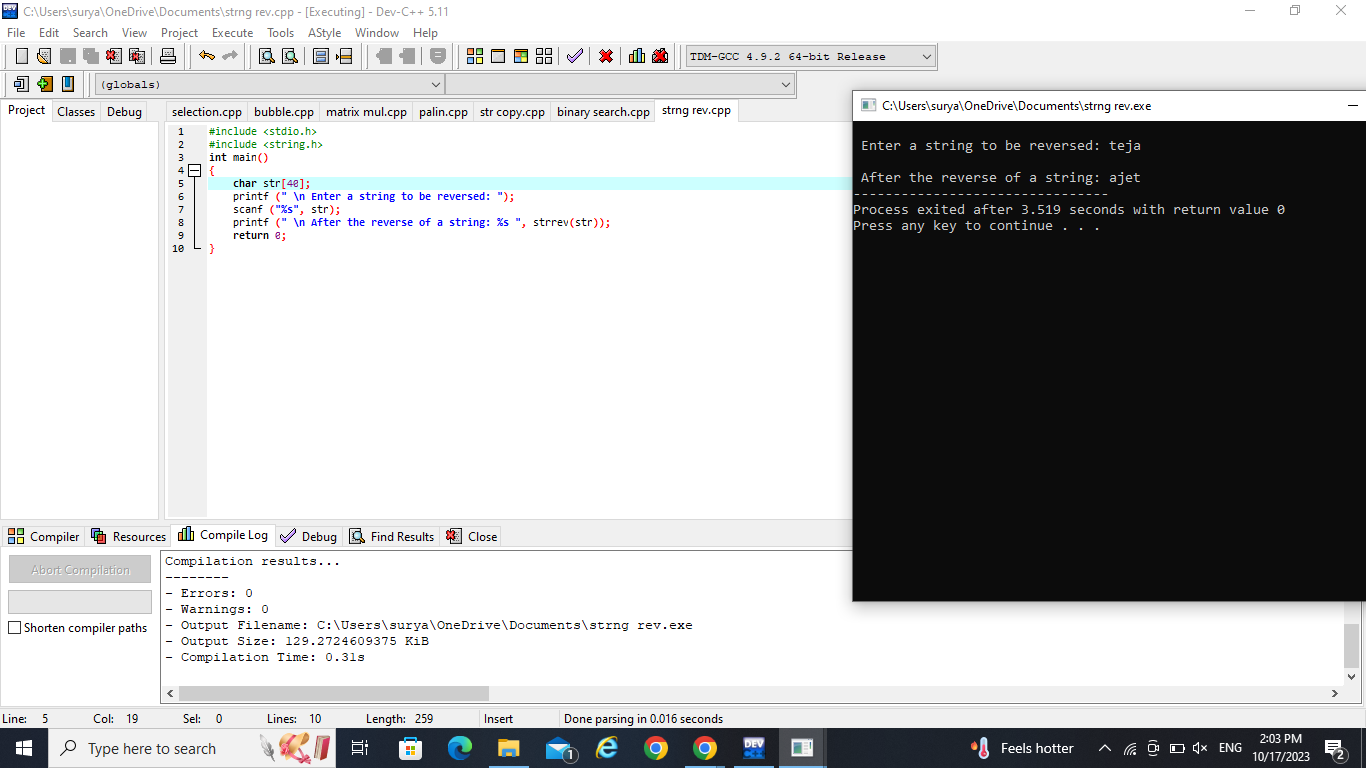 C:\Users\surya\OneDrive\Documents\strng rev.cpp - [Executing] - Dev-C++ 5.11
File Edit Search View Project Execute Tools AStyle Window Help
TDM-GCC 4.9.2 64-bit Release
(globals)
Project Classes Debug
selection.cpp bubble.cpp matrix mul.cpp palin.cpp str copy.cpp binary search.cpp strng rev.cpp
1 #include <stdio.h>
2 #include <string.h>
3 int main()
4 {
5 char str[40];
6 printf (" \n Enter a string to be reversed: ");
7 scanf ("%s", str);
8 printf (" \n After the reverse of a string: %s ", strrev(str));
9 return 0;
10 }
C:\Users\surya\OneDrive\Documents\strng rev.exe
Enter a string to be reversed: teja
After the reverse of a string: ajet
--------------------------------
Process exited after 3.519 seconds with return value 0
Press any key to continue . . .
Compiler Resources Compile Log Debug Find Results Close
Abort Compilation
Shorten compiler paths
Compilation results...
--------
- Errors: 0
- Warnings: 0
- Output Filename: C:\Users\surya\OneDrive\Documents\strng rev.exe
- Output Size: 129.2724609375 KiB
- Compilation Time: 0.31s
Line: 5 Col: 19 Sel: 0 Lines: 10 Length: 259 Insert Done parsing in 0.016 seconds
Type here to search
DEV
1
Feels hotter
ENG
2:03 PM
10/17/2023
2